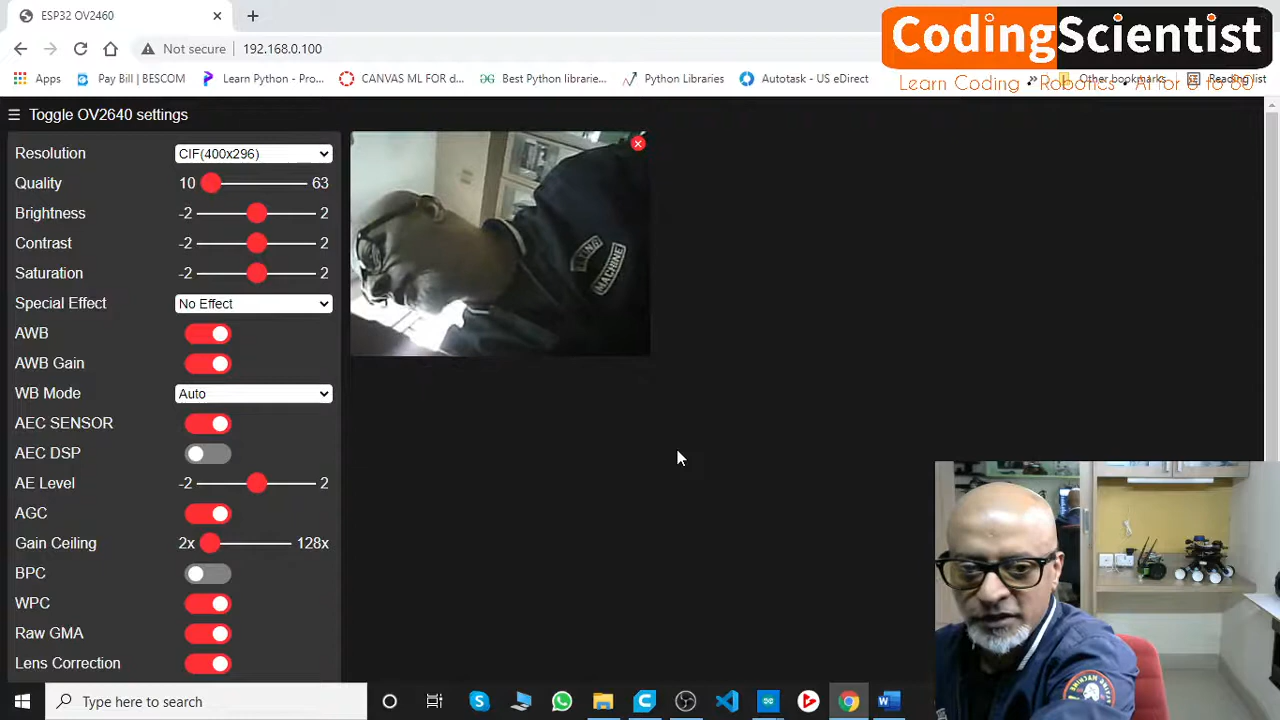 ESP32 OV2460
CodingScientist
Not secure
192.168.0.100
Apps
Pay Bill | BESCOM
Learn Python - Pro...
CANVAS ML FOR d...
Best Python librarie...
Python Libraries
Autotask - US eDirect
»
Other bookmarks
Reading list
Learn Coding • Robotics • AI for 8 to 80
☰ Toggle OV2640 settings
Resolution CIF(400x296)
Quality 10 63
Brightness -2 2
Contrast -2 2
Saturation -2 2
Special Effect No Effect
AWB
AWB Gain
WB Mode Auto
AEC SENSOR
AEC DSP
AE Level -2 2
AGC
Gain Ceiling 2x 128x
BPC
WPC
Raw GMA
Lens Correction
MACHINE
Type here to search